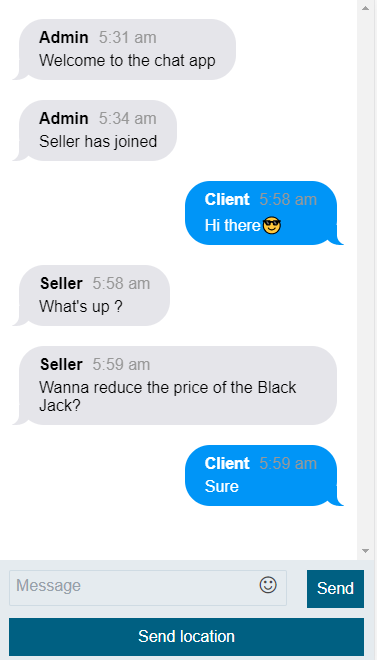 Admin 5:31 am
Welcome to the chat app
Admin 5:34 am
Seller has joined
Client 5:58 am
Hi there😎
Seller 5:58 am
What's up ?
Seller 5:59 am
Wanna reduce the price of the Black
Jack?
Client 5:59 am
Sure
Message
Send
Send location